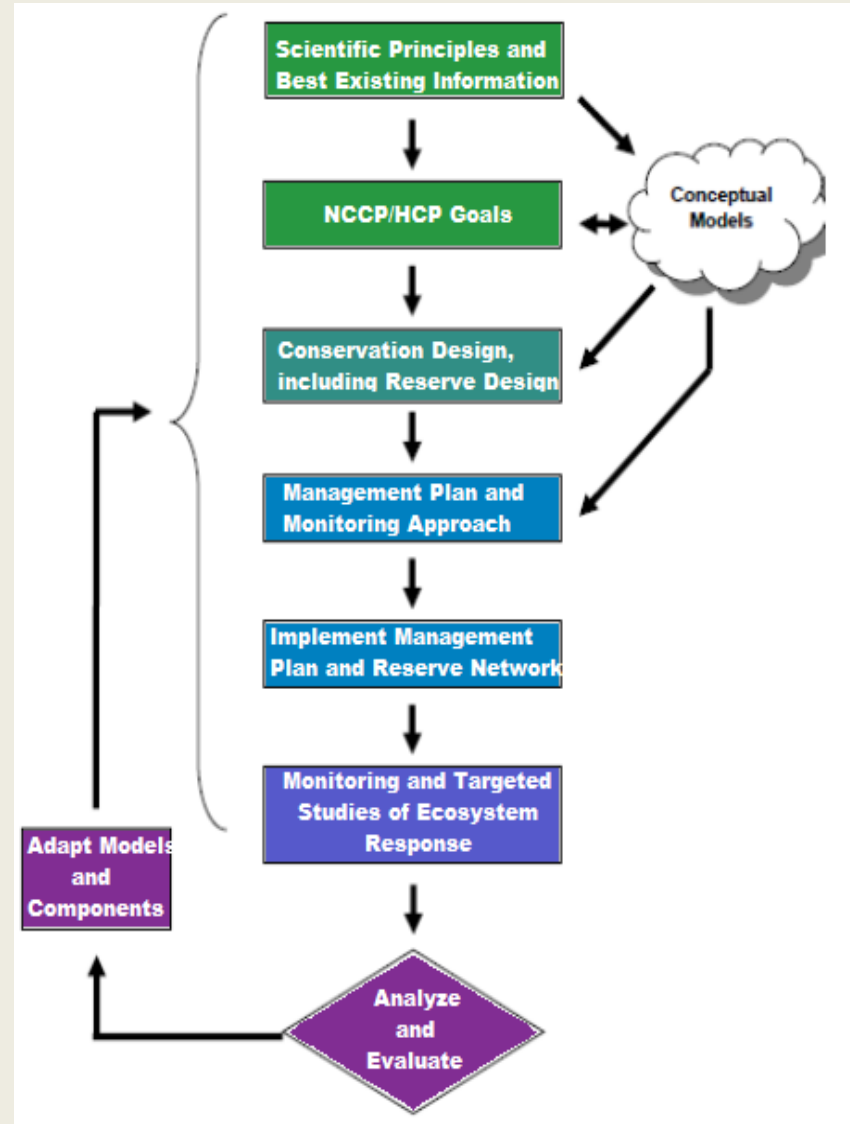 Scientific Principles and
Best Existing Information
Conceptual
Models
NCCP/HCP Goals
Conservation Design,
including Reserve Design
Management Plan and
Monitoring Approach
Implement Management
Plan and Reserve Network
Monitoring and Targeted
Studies of Ecosystem
Response
Adapt Models
and
Components
Analyze
and
Evaluate